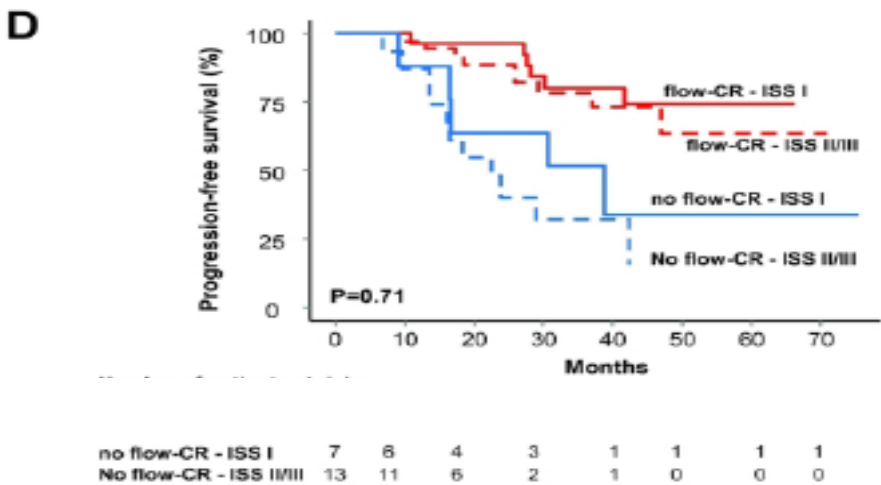 D
Progression-free survival (%)
100
75
50
25
0
flow-CR - ISS I
flow-CR - ISS II/III
no flow-CR - ISS I
No flow-CR - ISS II/III
P=0.71
0 10 20 30 40 50 60 70
Months
no flow-CR - ISS I 7 6 4 3 1 1 1 1
No flow-CR - ISS II/III 13 11 6 2 1 0 0 0